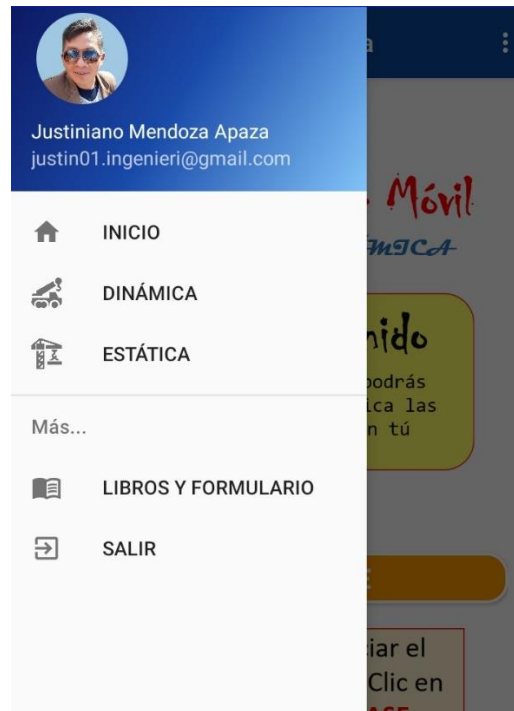 Justiniano Mendoza Apaza
justin01.ingenieri@gmail.com
INICIO
DINÁMICA
ESTÁTICA
Más...
LIBROS Y FORMULARIO
SALIR
a
Móvil
MICA
nido
podrás
ica las
n tú
iar el
Clic en